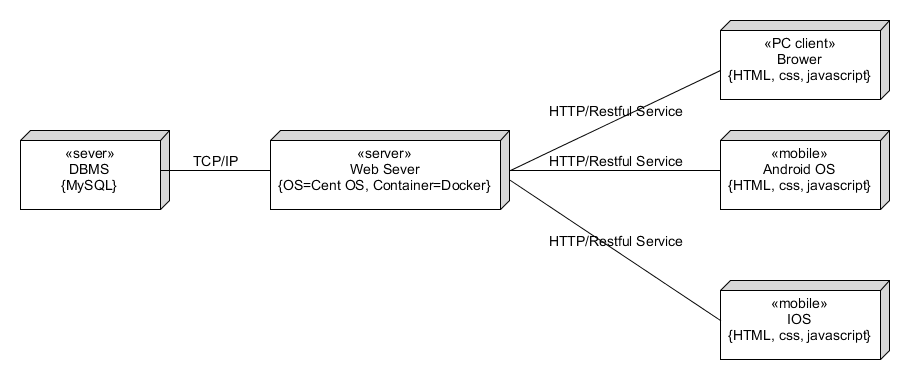 «PC client»
Brower
{HTML, css, javascript}
HTTP/Restful Service
«sever»
DBMS
{MySQL}
TCP/IP
«server»
Web Sever
{OS=Cent OS, Container=Docker}
HTTP/Restful Service
«mobile»
Android OS
{HTML, css, javascript}
HTTP/Restful Service
«mobile»
IOS
{HTML, css, javascript}